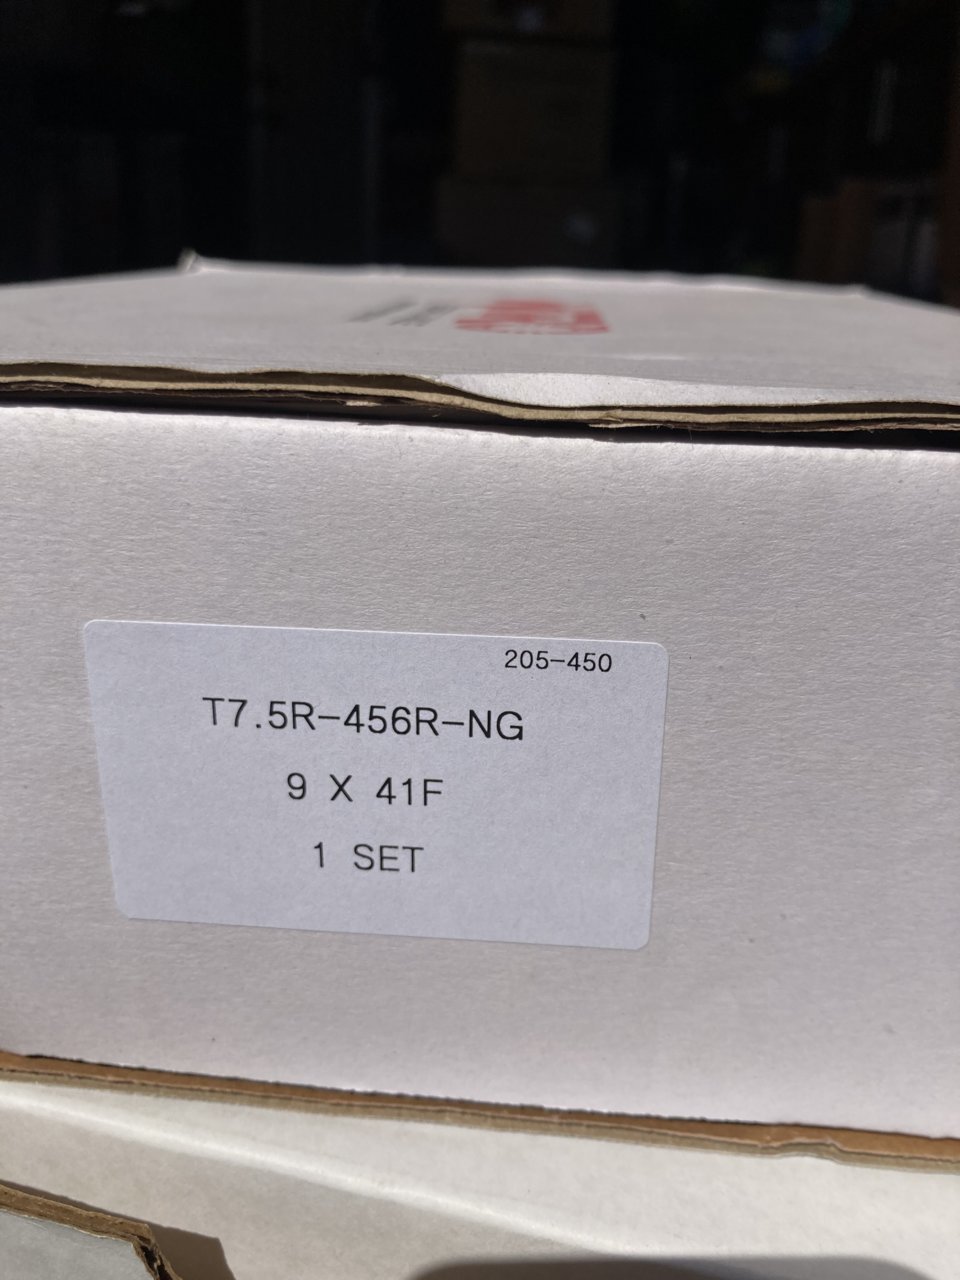 205-450
T7.5R-456R-NG
9 X 41F
1 SET